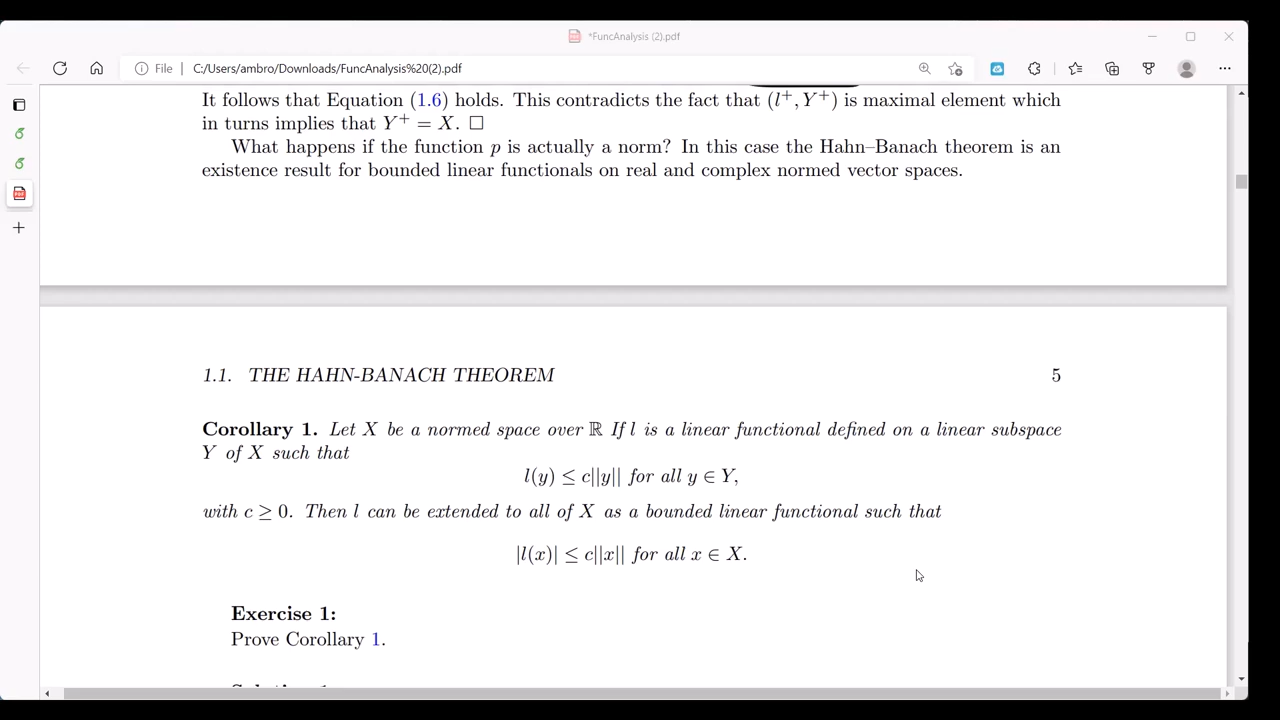 *FuncAnalysis (2).pdf
File | C:/Users/ambro/Downloads/FuncAnalysis%20(2).pdf
It follows that Equation (1.6) holds. This contradicts the fact that (l⁺, Y⁺) is maximal element which
in turns implies that Y⁺ = X. □
What happens if the function p is actually a norm? In this case the Hahn–Banach theorem is an
existence result for bounded linear functionals on real and complex normed vector spaces.
1.1. THE HAHN-BANACH THEOREM 5
Corollary 1. Let X be a normed space over ℝ If l is a linear functional defined on a linear subspace
Y of X such that
l(y) ≤ c||y|| for all y ∈ Y,
with c ≥ 0. Then l can be extended to all of X as a bounded linear functional such that
|l(x)| ≤ c||x|| for all x ∈ X.
Exercise 1:
Prove Corollary 1.